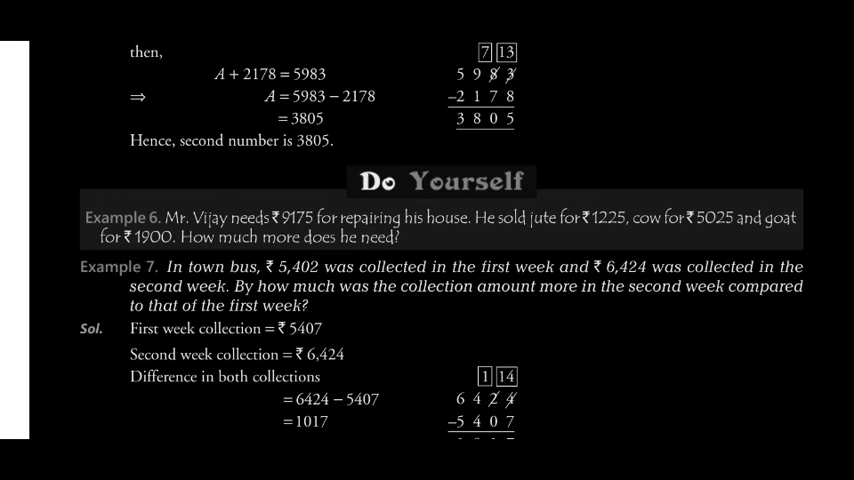 then,
7 13
A + 2178 = 5983
5 9 8 3
⇒ A = 5983 − 2178
−2 1 7 8
= 3805
3 8 0 5
Hence, second number is 3805.
Do Yourself
Example 6. Mr. Vijay needs ₹9175 for repairing his house. He sold jute for ₹1225, cow for ₹5025 and goat
for ₹1900. How much more does he need?
Example 7. In town bus, ₹ 5,402 was collected in the first week and ₹ 6,424 was collected in the
second week. By how much was the collection amount more in the second week compared
to that of the first week?
Sol. First week collection = ₹ 5407
Second week collection = ₹ 6,424
Difference in both collections
1 14
= 6424 − 5407
6 4 2 4
= 1017
−5 4 0 7